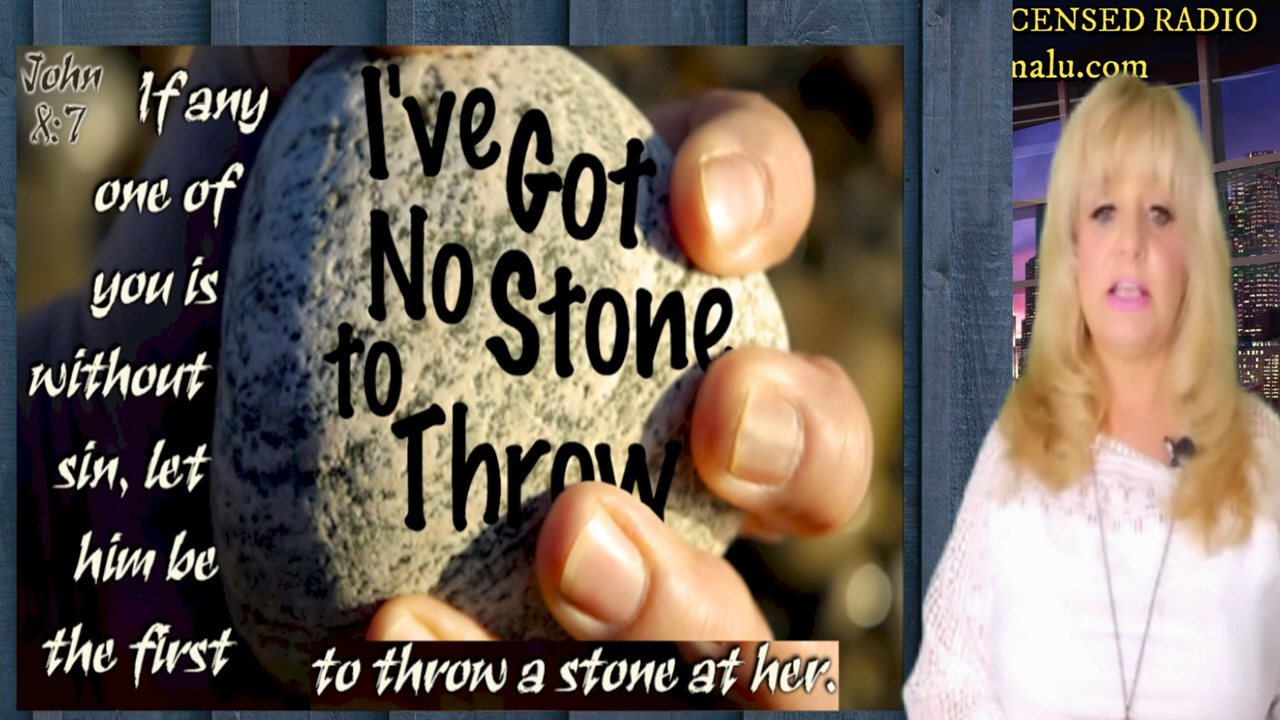 John
8:7
If any
one of
you is
without
sin, let
him be
the first
to throw a stone at her.
I've Got
No Stone
to
Throw
CENSED RADIO
nalu.com